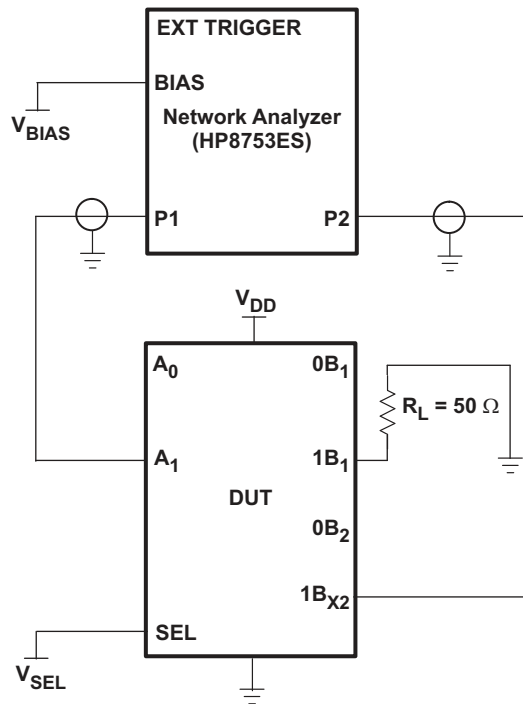 EXT TRIGGER
BIAS
V_BIAS
Network Analyzer
(HP8753ES)
P1
P2
V_DD
A_0
0B_1
R_L = 50 Ω
A_1
1B_1
DUT
0B_2
1B_X2
SEL
V_SEL